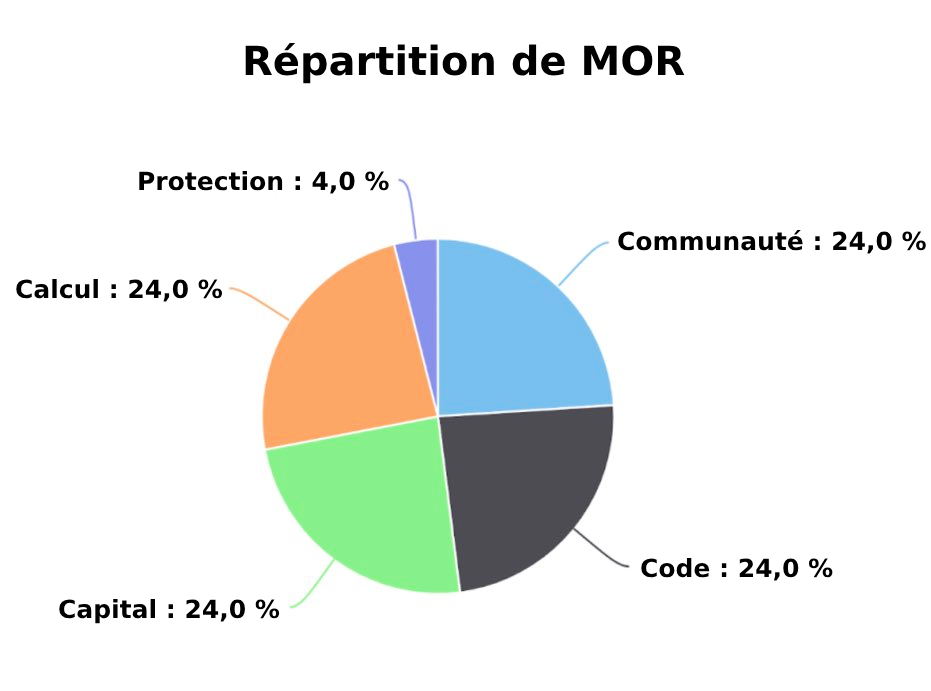 Répartition de MOR
Protection : 4,0 %
Communauté : 24,0 %
Calcul : 24,0 %
Code : 24,0 %
Capital : 24,0 %